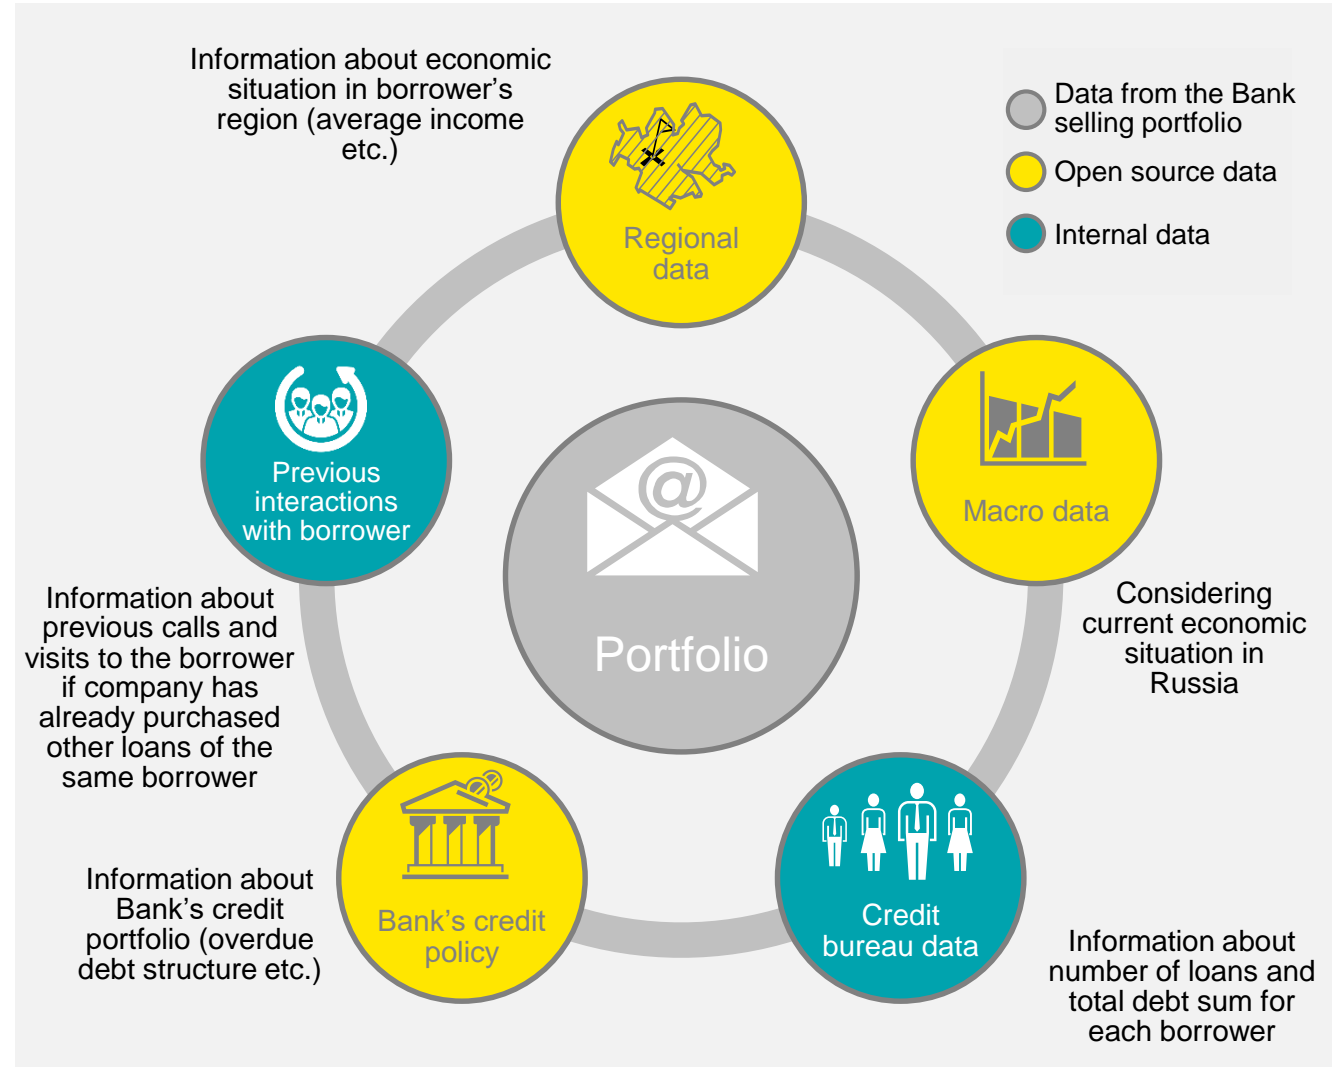 Information about economic
situation in borrower’s
region (average income
etc.)
Data from the Bank
selling portfolio
Open source data
Internal data
Regional
data
Previous
interactions
with borrower
Macro data
@
Portfolio
Information about
previous calls and
visits to the borrower
if company has
already purchased
other loans of the
same borrower
Considering
current economic
situation in
Russia
Bank’s credit
policy
Credit
bureau data
Information about
Bank’s credit
portfolio (overdue
debt structure etc.)
Information about
number of loans and
total debt sum for
each borrower